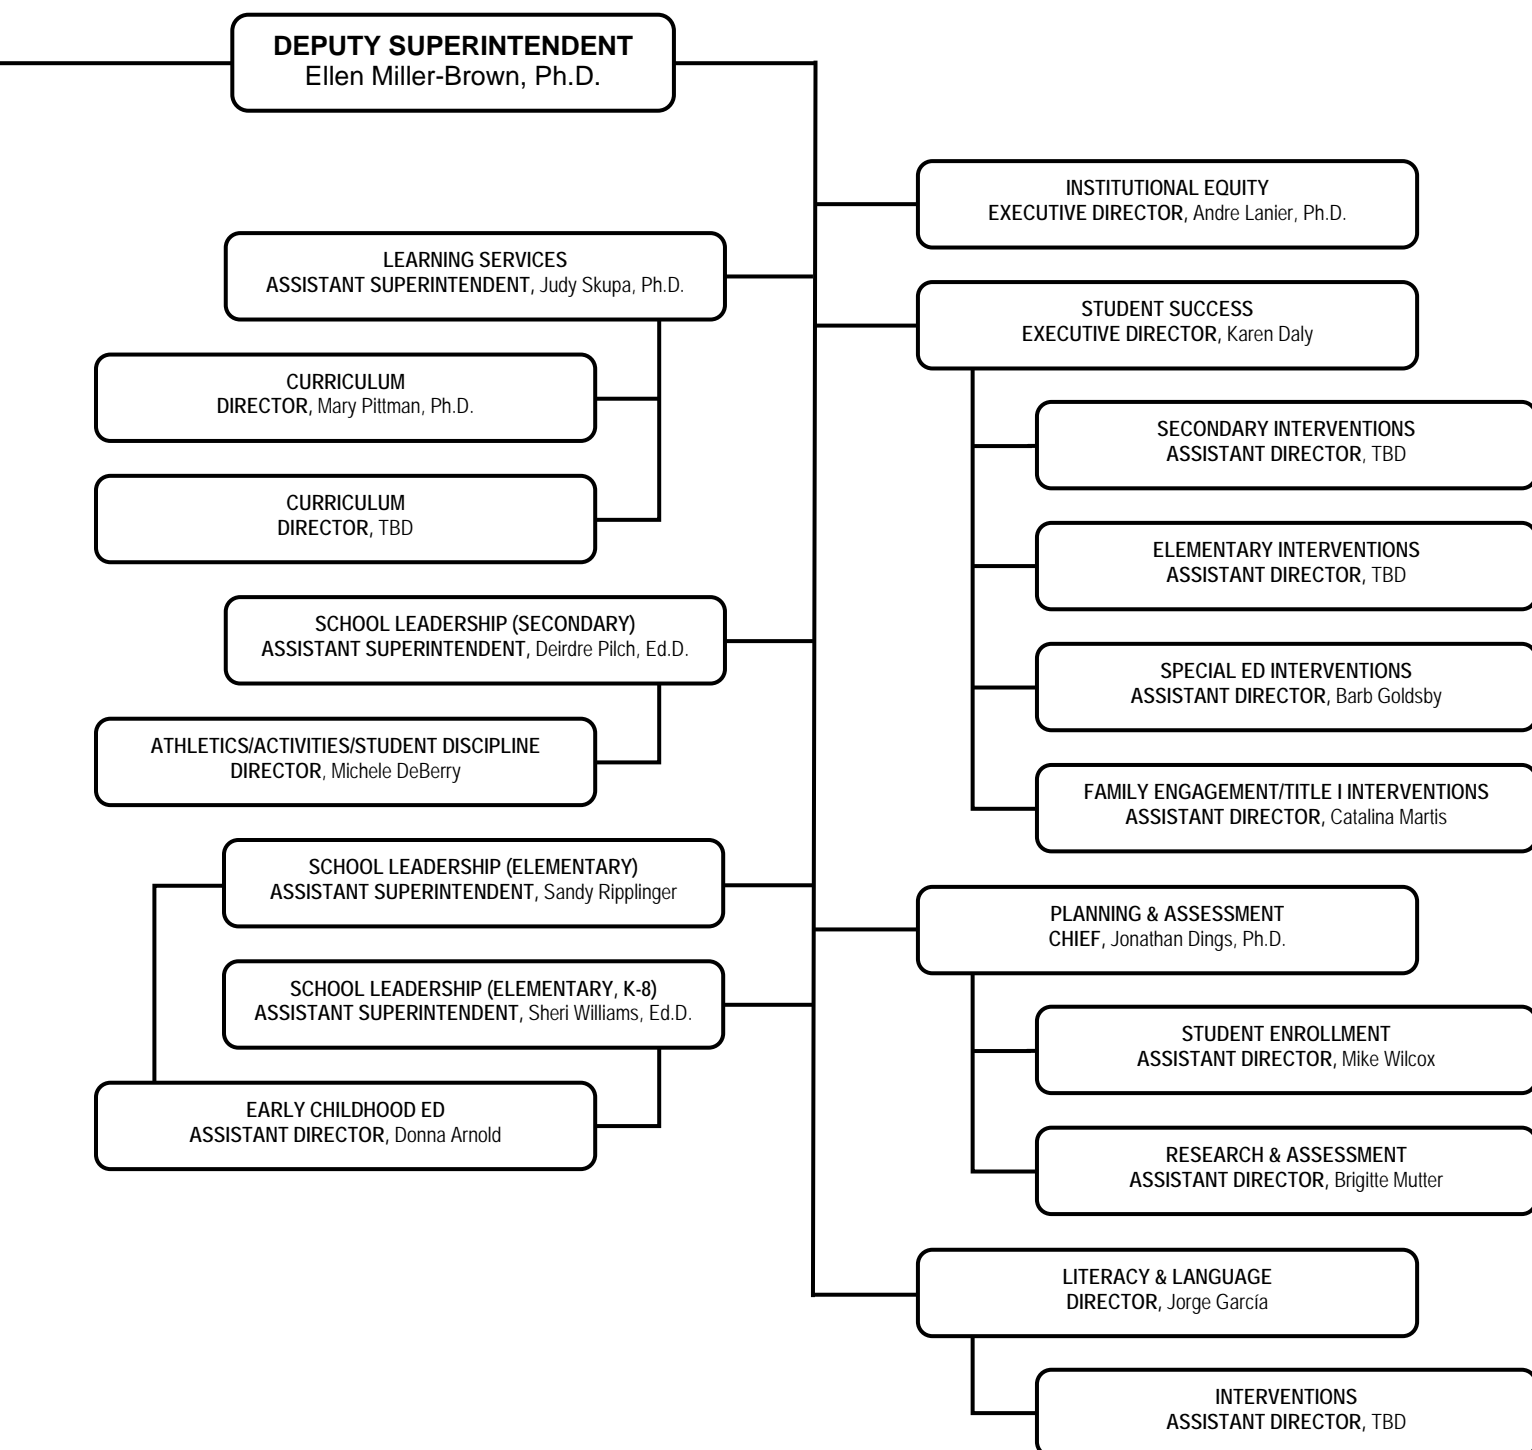 DEPUTY SUPERINTENDENT
Ellen Miller-Brown, Ph.D.
LEARNING SERVICES
ASSISTANT SUPERINTENDENT, Judy Skupa, Ph.D.
CURRICULUM
DIRECTOR, Mary Pittman, Ph.D.
CURRICULUM
DIRECTOR, TBD
SCHOOL LEADERSHIP (SECONDARY)
ASSISTANT SUPERINTENDENT, Deirdre Pilch, Ed.D.
ATHLETICS/ACTIVITIES/STUDENT DISCIPLINE
DIRECTOR, Michele DeBerry
SCHOOL LEADERSHIP (ELEMENTARY)
ASSISTANT SUPERINTENDENT, Sandy Ripplinger
SCHOOL LEADERSHIP (ELEMENTARY, K-8)
ASSISTANT SUPERINTENDENT, Sheri Williams, Ed.D.
EARLY CHILDHOOD ED
ASSISTANT DIRECTOR, Donna Arnold
INSTITUTIONAL EQUITY
EXECUTIVE DIRECTOR, Andre Lanier, Ph.D.
STUDENT SUCCESS
EXECUTIVE DIRECTOR, Karen Daly
SECONDARY INTERVENTIONS
ASSISTANT DIRECTOR, TBD
ELEMENTARY INTERVENTIONS
ASSISTANT DIRECTOR, TBD
SPECIAL ED INTERVENTIONS
ASSISTANT DIRECTOR, Barb Goldsby
FAMILY ENGAGEMENT/TITLE I INTERVENTIONS
ASSISTANT DIRECTOR, Catalina Martis
PLANNING & ASSESSMENT
CHIEF, Jonathan Dings, Ph.D.
STUDENT ENROLLMENT
ASSISTANT DIRECTOR, Mike Wilcox
RESEARCH & ASSESSMENT
ASSISTANT DIRECTOR, Brigitte Mutter
LITERACY & LANGUAGE
DIRECTOR, Jorge García
INTERVENTIONS
ASSISTANT DIRECTOR, TBD